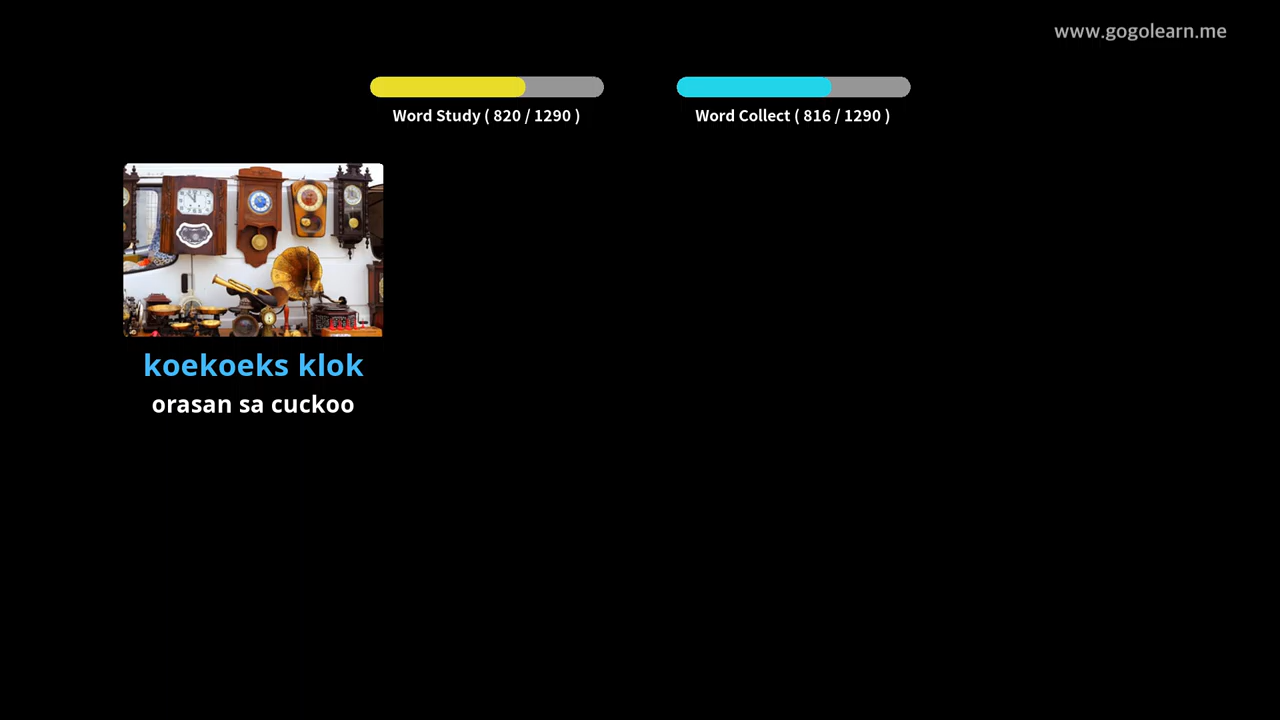 www.gogolearn.me
Word Study ( 820 / 1290 )
Word Collect ( 816 / 1290 )
koekoeks klok
orasan sa cuckoo